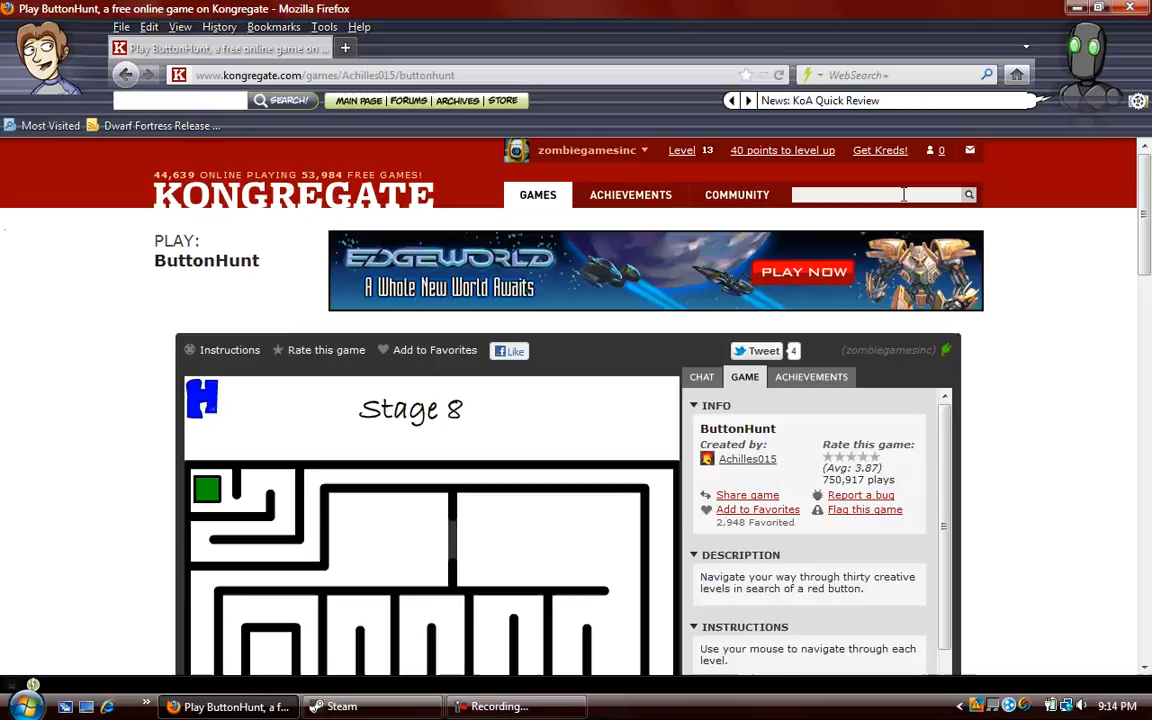 Play ButtonHunt, a free online game on Kongregate - Mozilla Firefox
File Edit View History Bookmarks Tools Help
K Play ButtonHunt, a free online game on ... +
K www.kongregate.com/games/Achilles015/buttonhunt
WebSearch+
SEARCH!
MAIN PAGE | FORUMS | ARCHIVES | STORE
News: KoA Quick Review
Most Visited
Dwarf Fortress Release ...
zombiegamesinc Level 13 40 points to level up Get Kreds! 0
44,639 ONLINE PLAYING 53,984 FREE GAMES!
KONGREGATE
GAMES ACHIEVEMENTS COMMUNITY
PLAY:
ButtonHunt
EDGEWORLD
A Whole New World Awaits
PLAY NOW
Instructions Rate this game Add to Favorites Like
Tweet 4 (zombiegamesinc)
H
Stage 8
CHAT GAME ACHIEVEMENTS
INFO
ButtonHunt
Created by:
Achilles015
Rate this game:
(Avg: 3.87)
750,917 plays
Share game
Report a bug
Add to Favorites
Flag this game
2,948 Favorited
DESCRIPTION
Navigate your way through thirty creative
levels in search of a red button.
INSTRUCTIONS
Use your mouse to navigate through each
level.
Play ButtonHunt, a f...
Steam
Recording...
9:14 PM